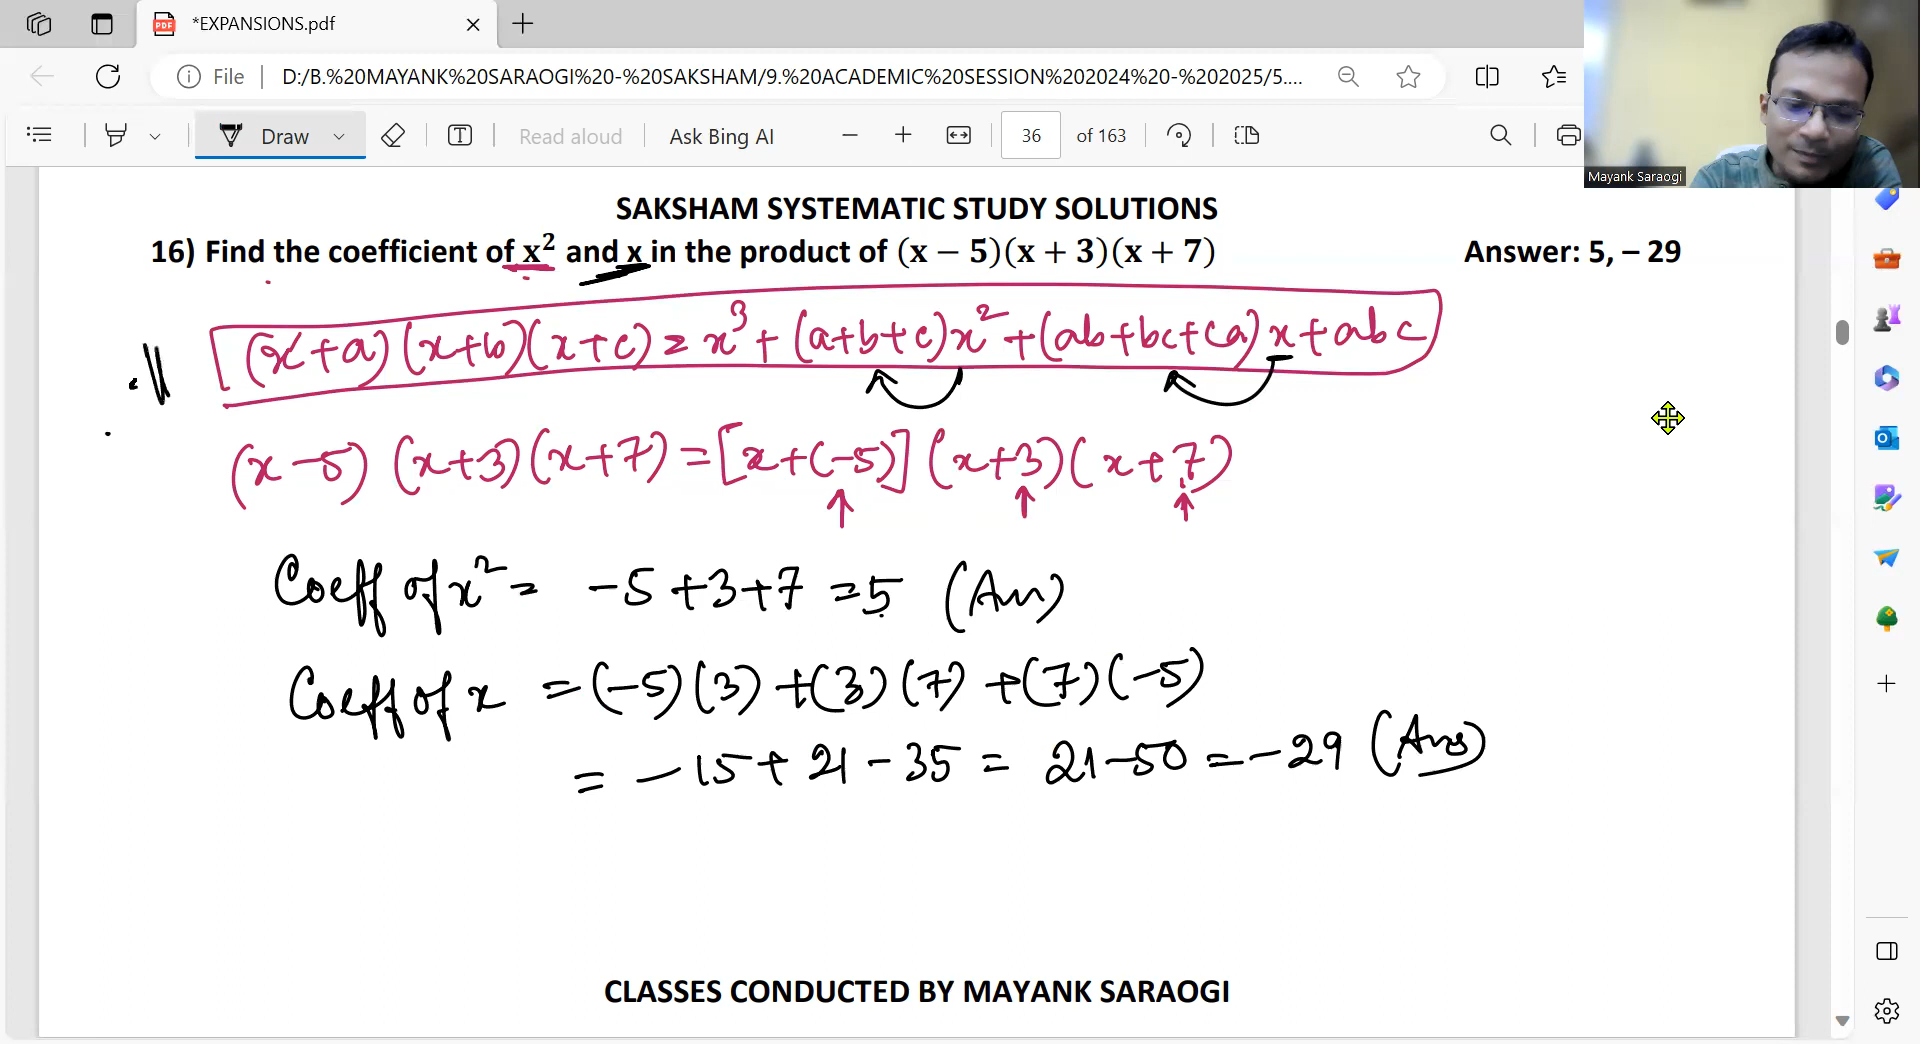 *EXPANSIONS.pdf
File | D:/B.%20MAYANK%20SARAOGI%20-%20SAKSHAM/9.%20ACADEMIC%20SESSION%202024%20-%202025/5....
Draw
Read aloud
Ask Bing AI
36 of 163
Mayank Saraogi
SAKSHAM SYSTEMATIC STUDY SOLUTIONS
16) Find the coefficient of x² and x in the product of (x − 5)(x + 3)(x + 7) Answer: 5, – 29
(x+a)(x+b)(x+c) = x³ + (a+b+c)x² + (ab+bc+ca)x + abc
(x-5)(x+3)(x+7) = [x+(-5)](x+3)(x+7)
Coeff of x² = -5+3+7 = 5 (Ans)
Coeff of x = (-5)(3) + (3)(7) + (7)(-5)
= -15 + 21 - 35 = 21-50 = -29 (Ans)
CLASSES CONDUCTED BY MAYANK SARAOGI